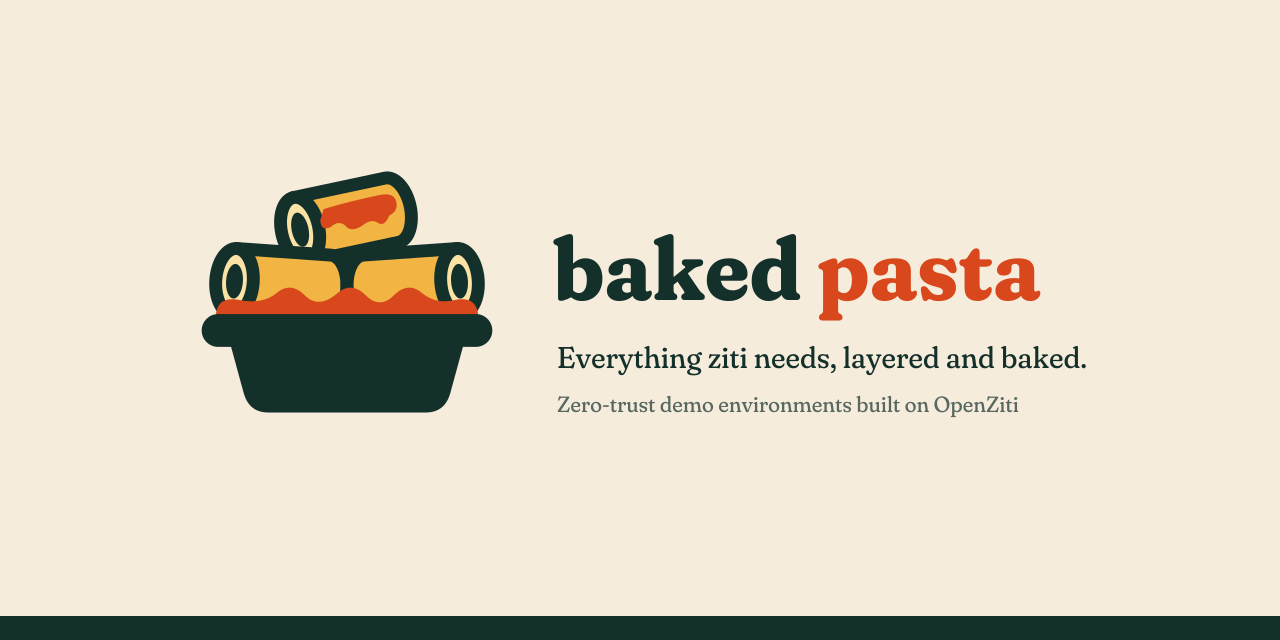 baked pasta
Everything ziti needs, layered and baked.
Zero-trust demo environments built on OpenZiti